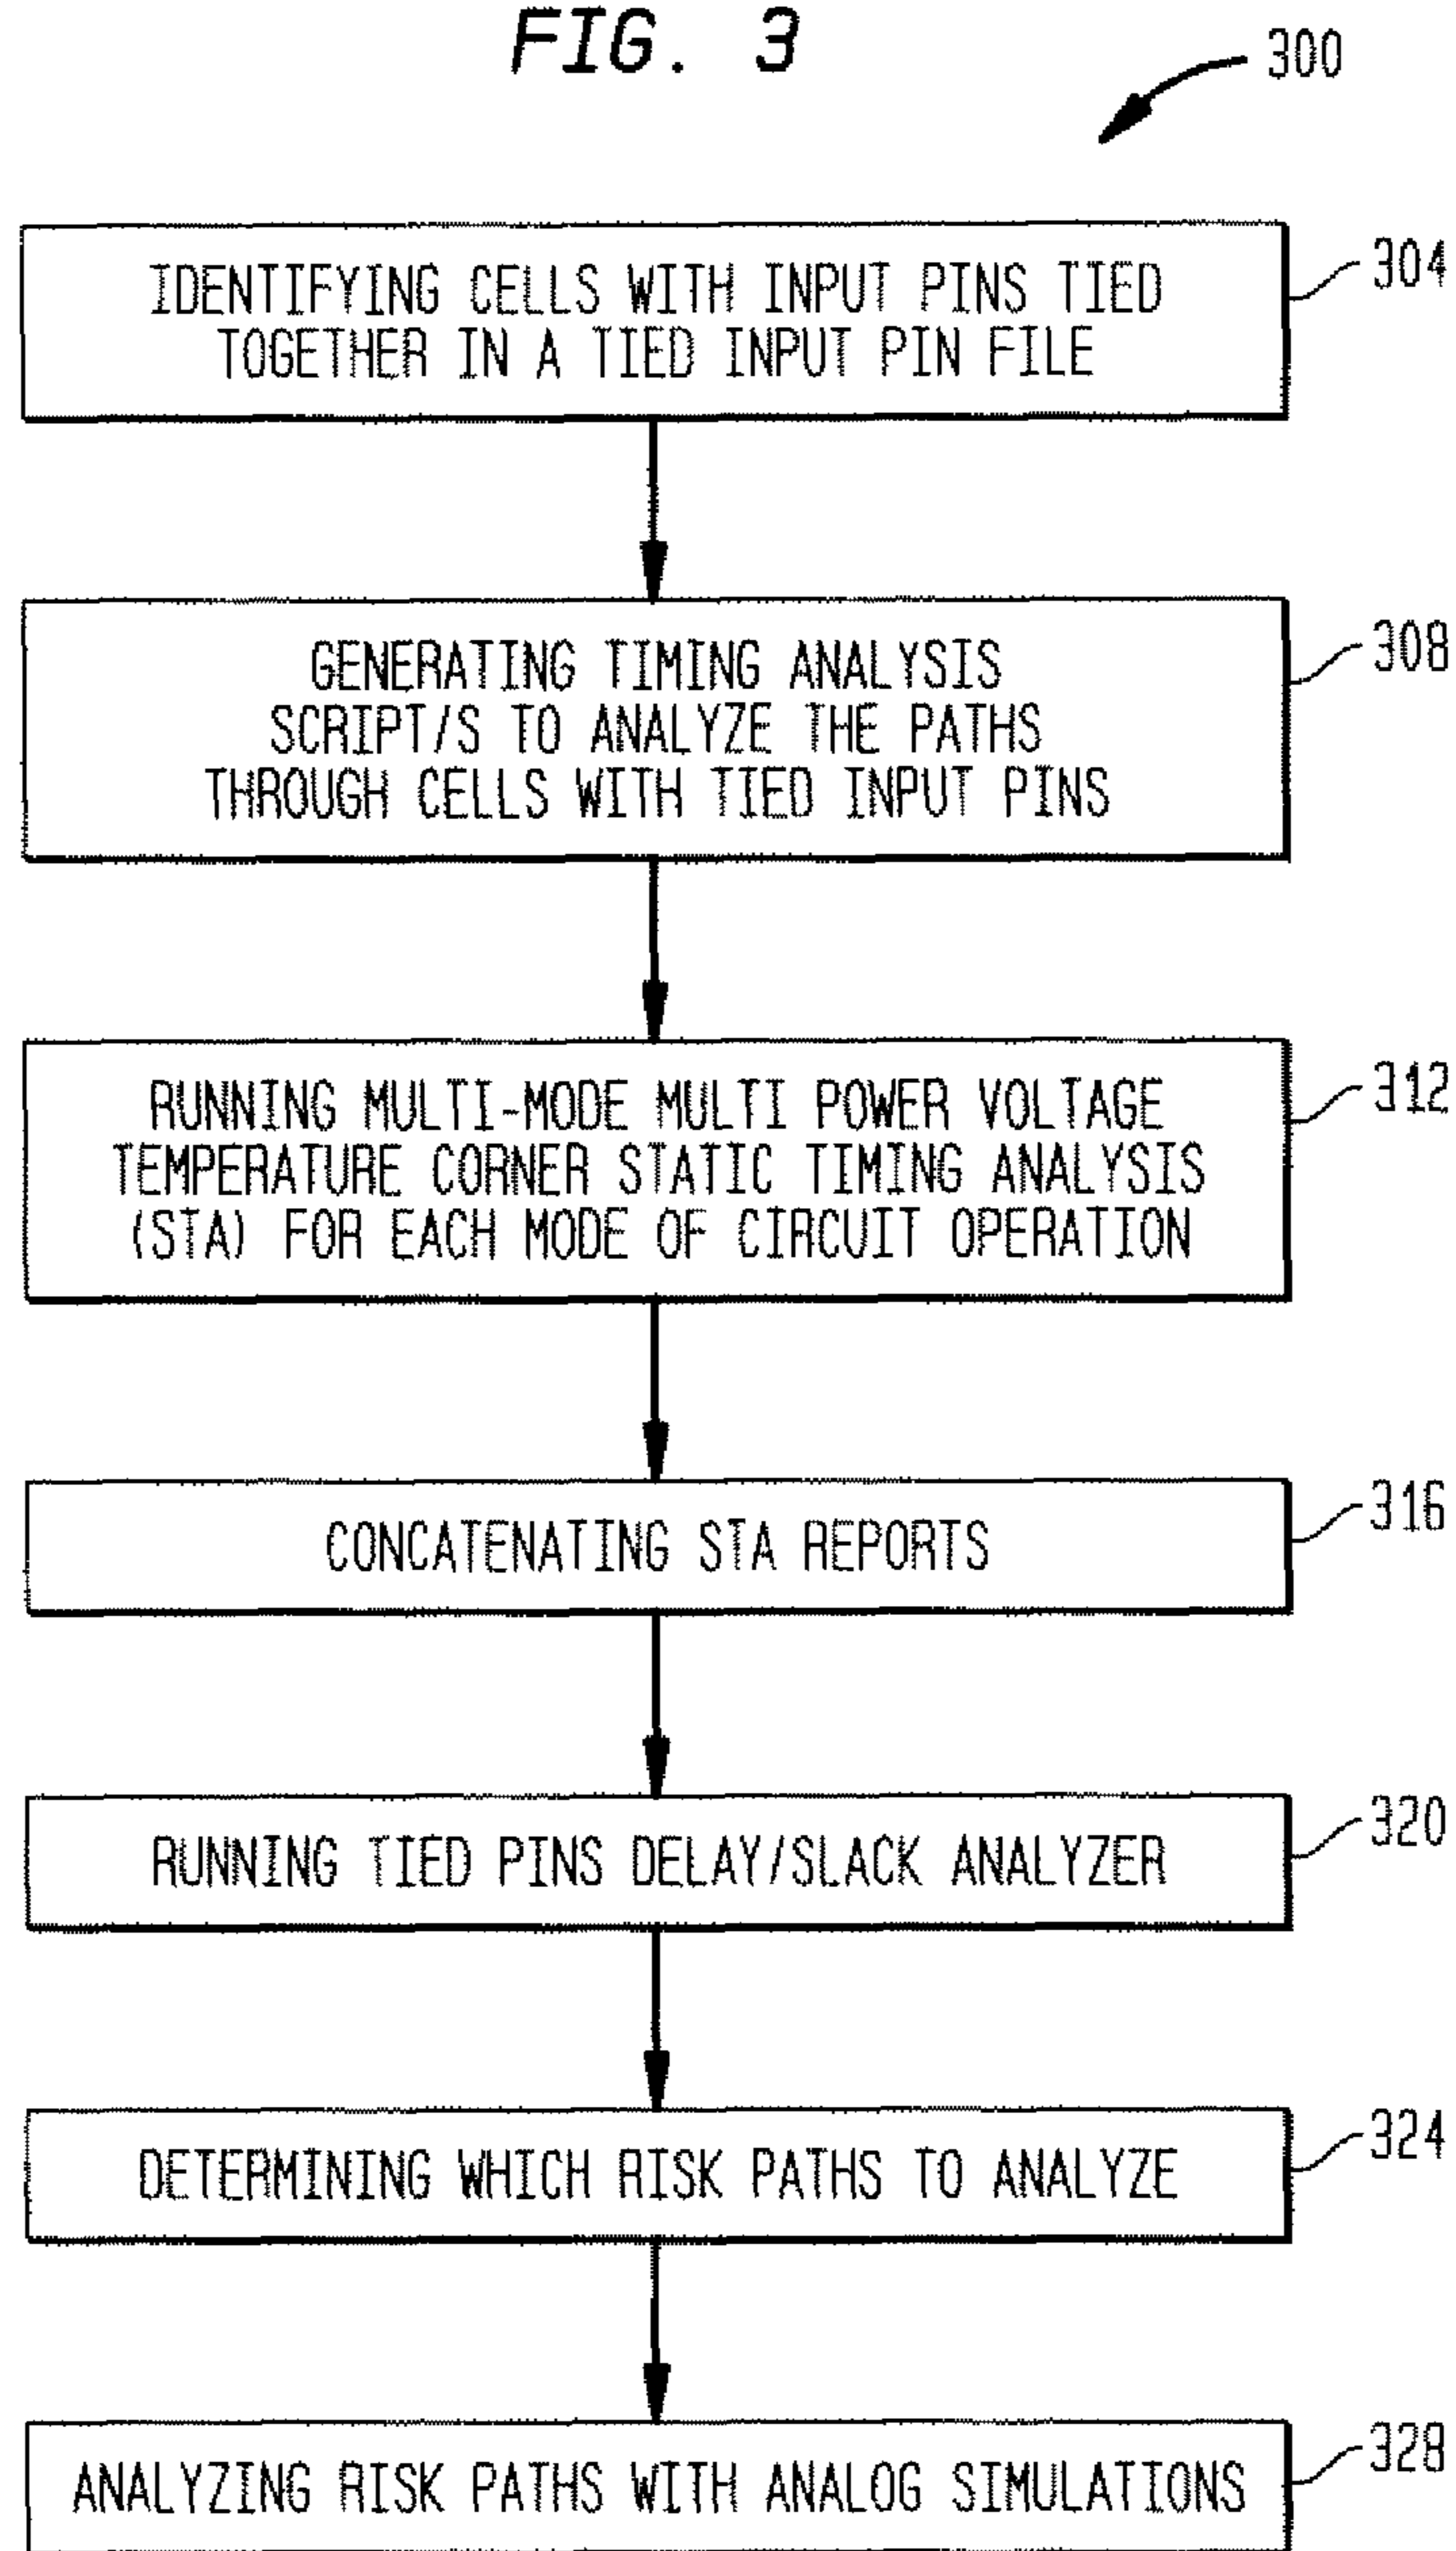 FIG. 3
300
IDENTIFYING CELLS WITH INPUT PINS TIED
TOGETHER IN A TIED INPUT PIN FILE
304
GENERATING TIMING ANALYSIS
SCRIPT/S TO ANALYZE THE PATHS
THROUGH CELLS WITH TIED INPUT PINS
308
RUNNING MULTI-MODE MULTI POWER VOLTAGE
TEMPERATURE CORNER STATIC TIMING ANALYSIS
(STA) FOR EACH MODE OF CIRCUIT OPERATION
312
CONCATENATING STA REPORTS
316
RUNNING TIED PINS DELAY/SLACK ANALYZER
320
DETERMINING WHICH RISK PATHS TO ANALYZE
324
ANALYZING RISK PATHS WITH ANALOG SIMULATIONS
328